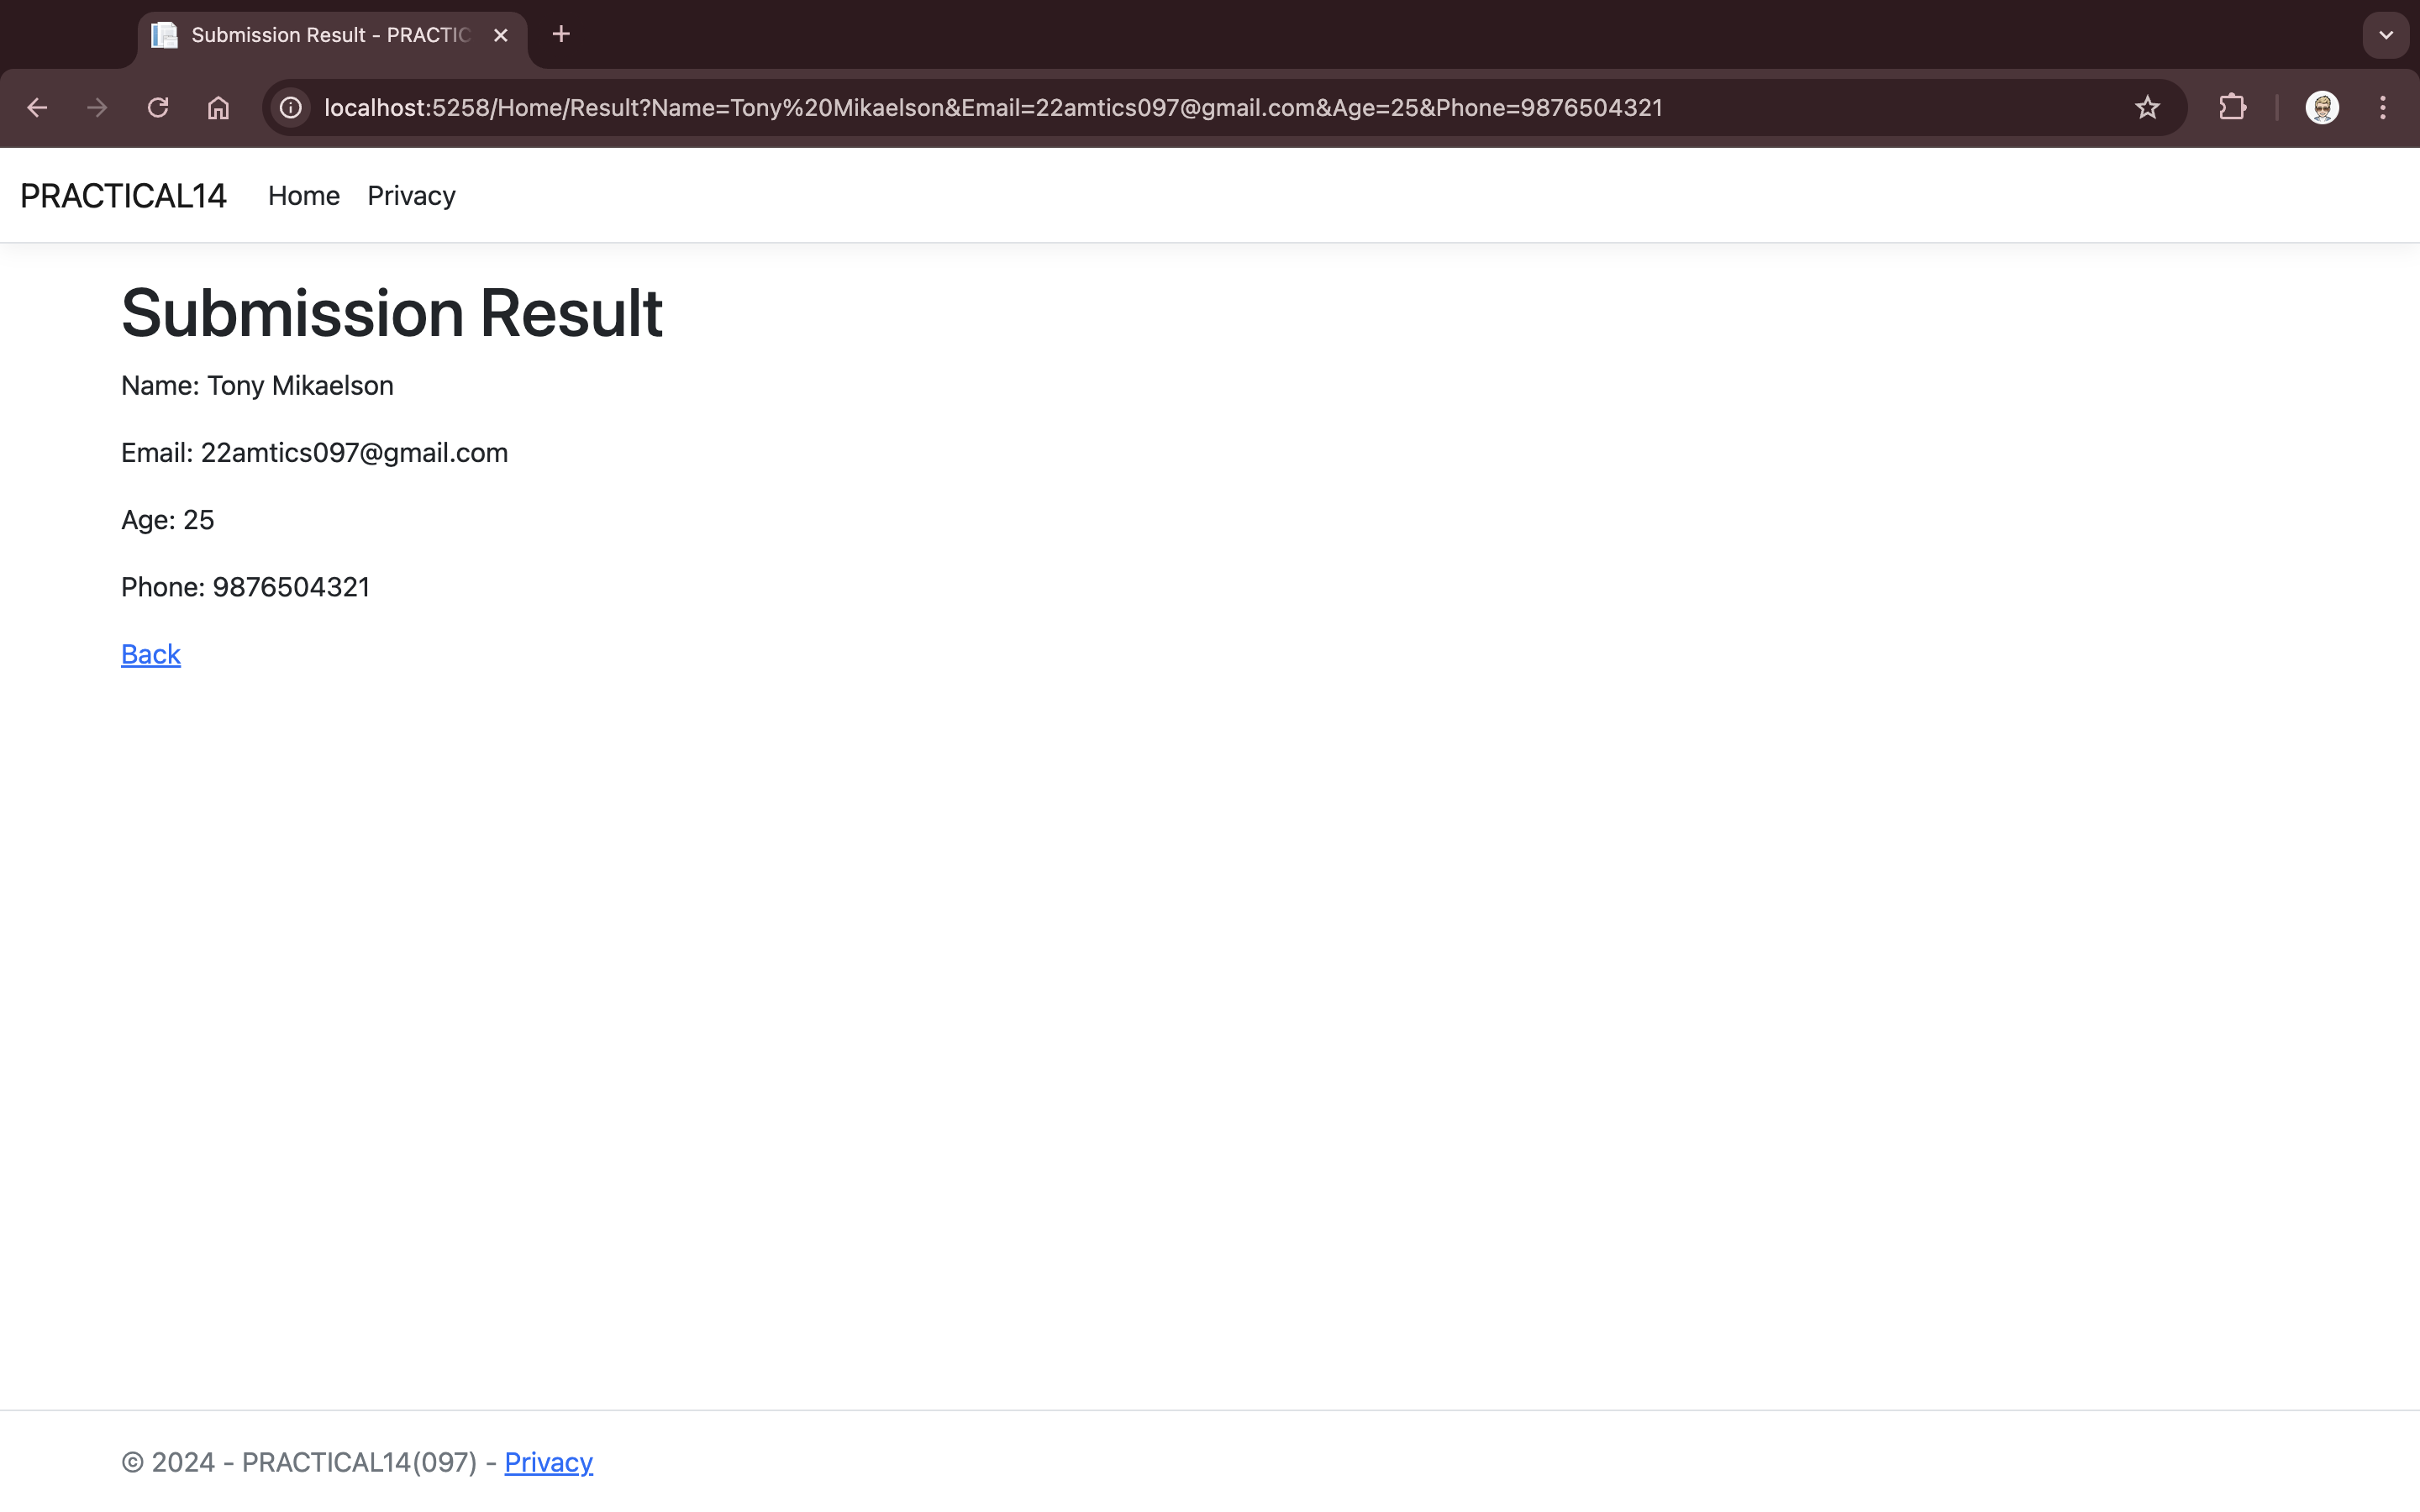 Submission Result - PRACTIC
localhost:5258/Home/Result?Name=Tony%20Mikaelson&Email=22amtics097@gmail.com&Age=25&Phone=9876504321
PRACTICAL14 Home Privacy
Submission Result
Name: Tony Mikaelson
Email: 22amtics097@gmail.com
Age: 25
Phone: 9876504321
Back
© 2024 - PRACTICAL14(097) - Privacy